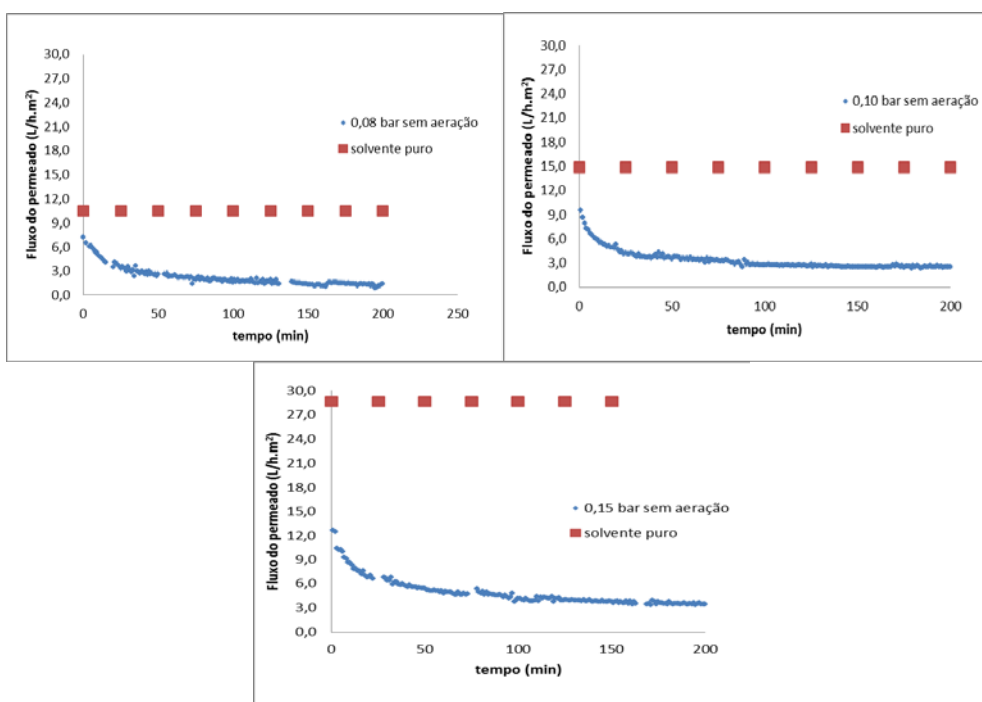 Fluxo do permeado (L/h.m²)
30,0
27,0
24,0
21,0
18,0
15,0
12,0
9,0
6,0
3,0
0,0
0 50 100 150 200 250
tempo (min)
0,08 bar sem aeração
solvente puro
Fluxo do permeado (L/h.m²)
30,0
27,0
24,0
21,0
18,0
15,0
12,0
9,0
6,0
3,0
0,0
0 50 100 150 200
tempo (min)
0,10 bar sem aeração
solvente puro
Fluxo do permeado (L/h.m²)
30,0
27,0
24,0
21,0
18,0
15,0
12,0
9,0
6,0
3,0
0,0
0 50 100 150 200
tempo (min)
0,15 bar sem aeração
solvente puro